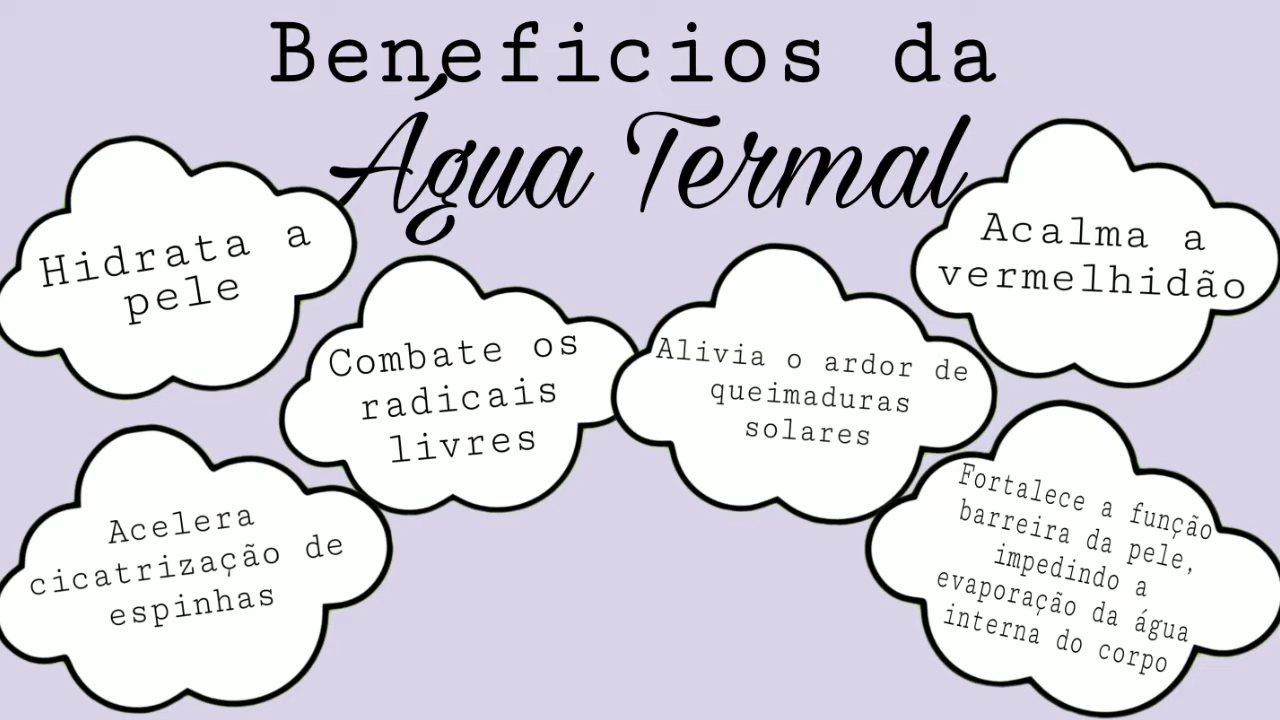 Beneficios da
Água Termal
Hidrata a
pele
Combate os
radicais
livres
Alivia o ardor de
queimaduras
solares
Acalma a
vermelhidão
Acelera
cicatrização de
espinhas
Fortalece a função
barreira da pele,
impedindo a
evaporação da água
interna do corpo